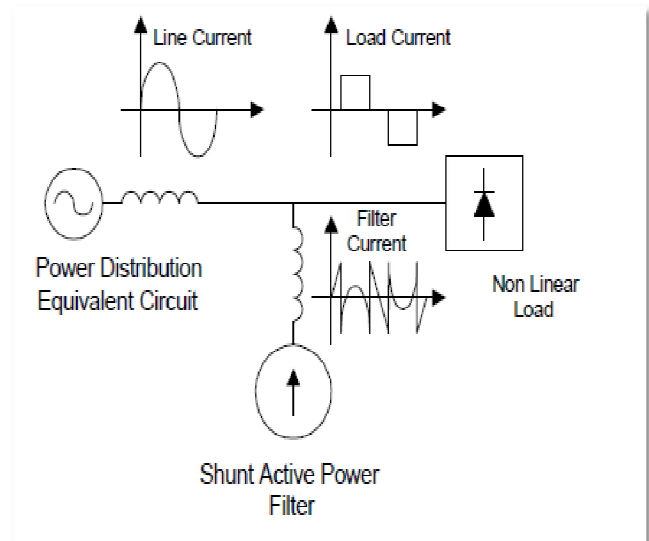 Line Current
Load Current
Filter
Current
Power Distribution
Equivalent Circuit
Non Linear
Load
Shunt Active Power
Filter